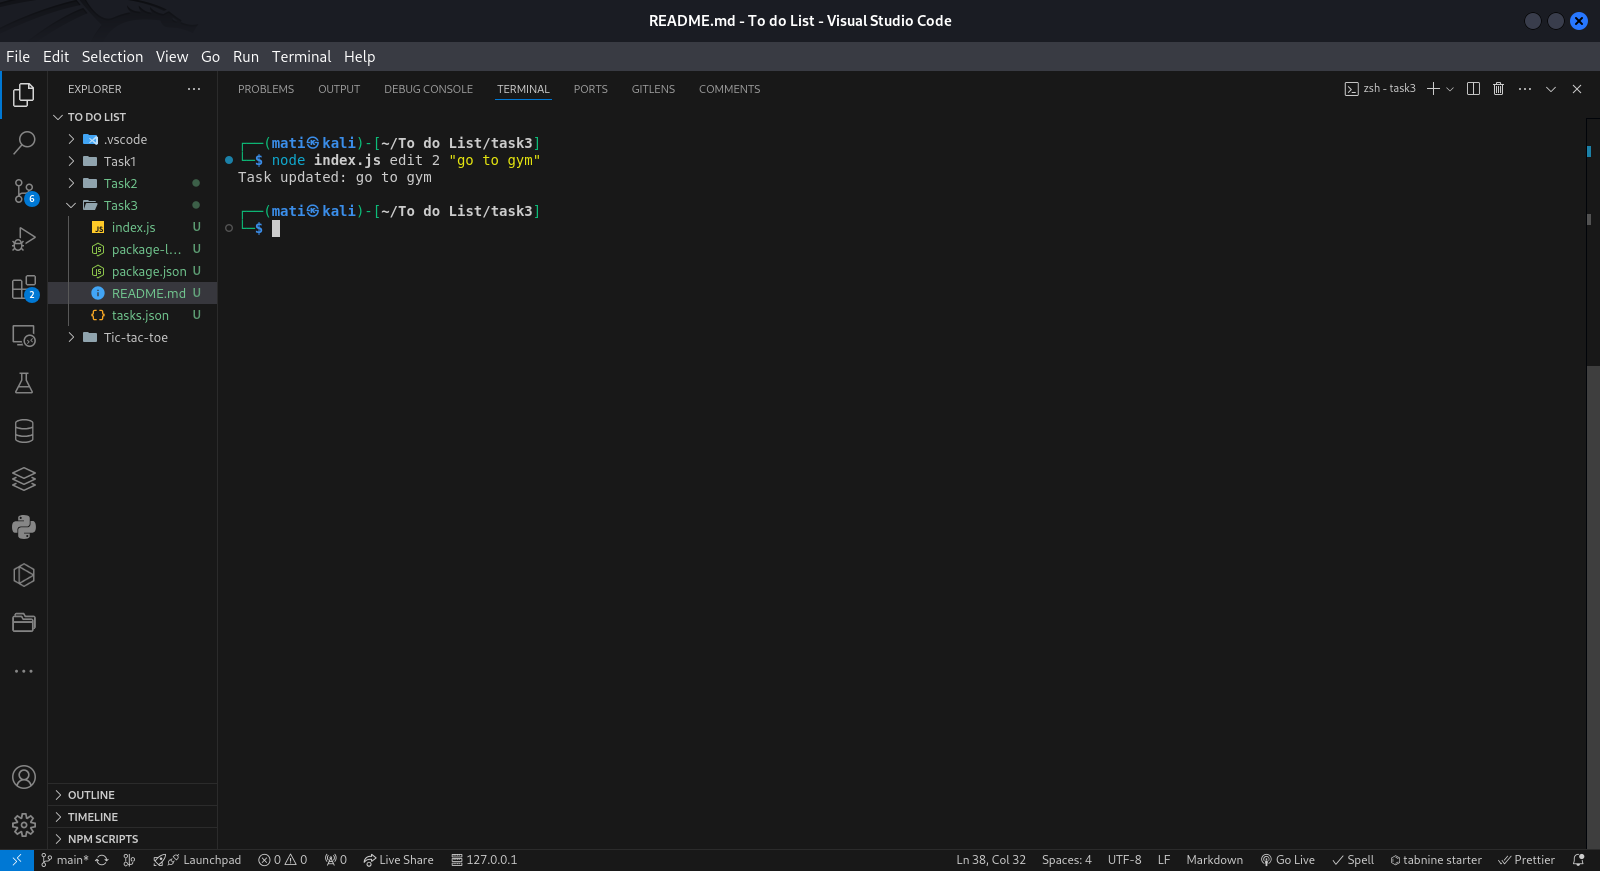 README.md - To do List - Visual Studio Code
File Edit Selection View Go Run Terminal Help
EXPLORER
TO DO LIST
.vscode
Task1
Task2
Task3
index.js U
package-l... U
package.json U
README.md U
tasks.json U
Tic-tac-toe
OUTLINE
TIMELINE
NPM SCRIPTS
6
2
PROBLEMS OUTPUT DEBUG CONSOLE TERMINAL PORTS GITLENS COMMENTS
zsh - task3
┌──(mati㉿kali)-[~/To do List/task3]
└─$ node index.js edit 2 "go to gym"
Task updated: go to gym
┌──(mati㉿kali)-[~/To do List/task3]
└─$
main* Launchpad 0 0 0 Live Share 127.0.0.1 Ln 38, Col 32 Spaces: 4 UTF-8 LF Markdown Go Live Spell tabnine starter Prettier